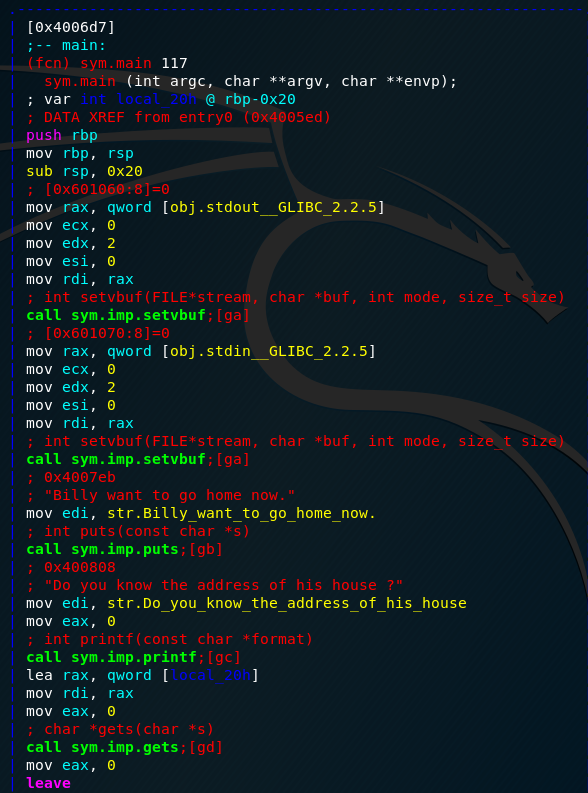 [0x4006d7]
;-- main:
(fcn) sym.main 117
sym.main (int argc, char **argv, char **envp);
; var int local_20h @ rbp-0x20
; DATA XREF from entry0 (0x4005ed)
push rbp
mov rbp, rsp
sub rsp, 0x20
; [0x601060:8]=0
mov rax, qword [obj.stdout__GLIBC_2.2.5]
mov ecx, 0
mov edx, 2
mov esi, 0
mov rdi, rax
; int setvbuf(FILE*stream, char *buf, int mode, size_t size)
call sym.imp.setvbuf;[ga]
; [0x601070:8]=0
mov rax, qword [obj.stdin__GLIBC_2.2.5]
mov ecx, 0
mov edx, 2
mov esi, 0
mov rdi, rax
; int setvbuf(FILE*stream, char *buf, int mode, size_t size)
call sym.imp.setvbuf;[ga]
; 0x4007eb
; "Billy want to go home now."
mov edi, str.Billy_want_to_go_home_now.
; int puts(const char *s)
call sym.imp.puts;[gb]
; 0x400808
; "Do you know the address of his house ?"
mov edi, str.Do_you_know_the_address_of_his_house
mov eax, 0
; int printf(const char *format)
call sym.imp.printf;[gc]
lea rax, qword [local_20h]
mov rdi, rax
mov eax, 0
; char *gets(char *s)
call sym.imp.gets;[gd]
mov eax, 0
leave